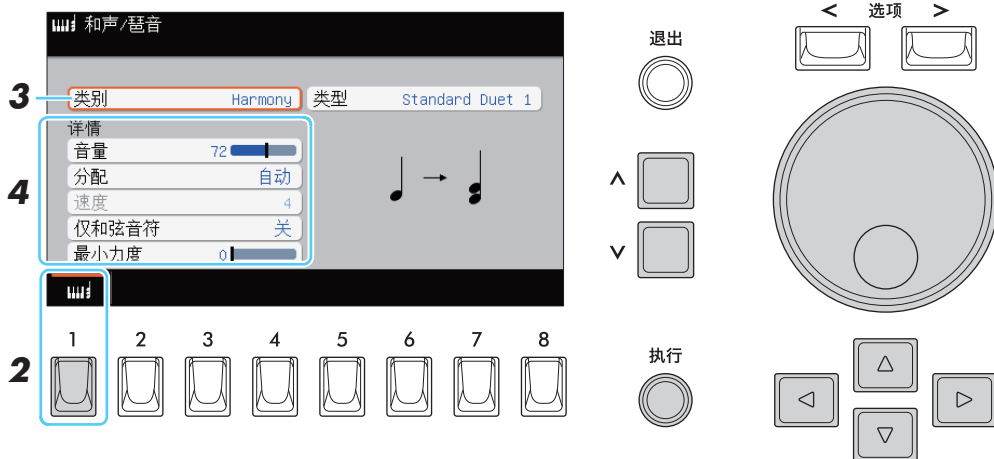 和声/琶音
< 选项 >
退出
3
类别 Harmony 类型 Standard Duet 1
详情
音量 72
4
分配 自动
速度 4
仅和弦音符 关
最小力度 0
1 2 3 4 5 6 7 8
2
执行